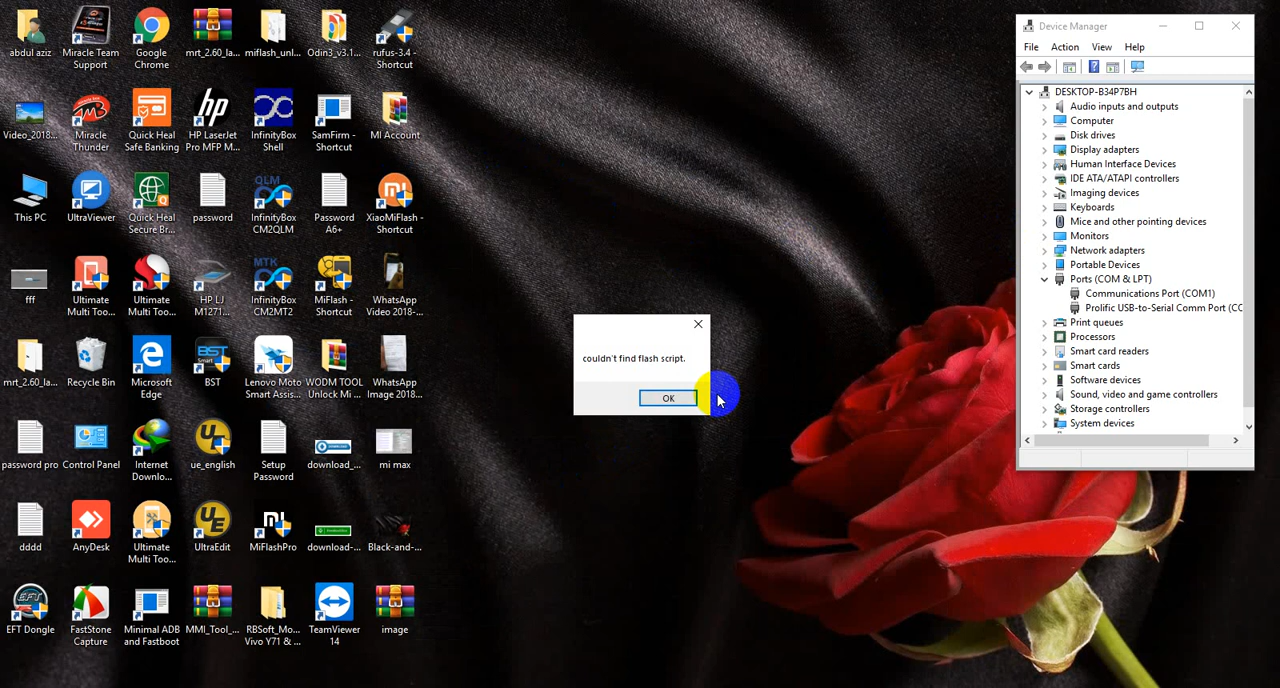 abdul aziz
Miracle Team
Support
Google
Chrome
mrt_2.60_la...
miflash_unl...
Odin3_v3.1...
rufus-3.4 -
Shortcut
Video_2018...
Miracle
Thunder
Quick Heal
Safe Banking
HP LaserJet
Pro MFP M...
InfinityBox
Shell
SamFirm -
Shortcut
MI Account
This PC
UltraViewer
Quick Heal
Secure Br...
password
QLM
InfinityBox
CM2QLM
Password
A6+
XiaoMiFlash -
Shortcut
fff
Ultimate
Multi Too...
Ultimate
Multi Too...
HP LJ
M1271...
MTK
InfinityBox
CM2MT2
MiFlash -
Shortcut
WhatsApp
Video 2018-...
mrt_2.60_la...
Recycle Bin
Microsoft
Edge
BST
BST
Lenovo Moto
Smart Assis...
WODM TOOL
Unlock Mi ...
WhatsApp
Image 2018...
password pro
Control Panel
Internet
Downlo...
ue_english
Setup
Password
download_...
mi max
dddd
AnyDesk
Ultimate
Multi Too...
UltraEdit
MiFlashPro
download-...
Black-and-...
EFT Dongle
FastStone
Capture
Minimal ADB
and Fastboot
MMI_Tool_...
RBSoft_Mo...
Vivo Y71 & ...
TeamViewer
14
image
couldn't find flash script.
OK
Device Manager
File Action View Help
DESKTOP-B34P7BH
Audio inputs and outputs
Computer
Disk drives
Display adapters
Human Interface Devices
IDE ATA/ATAPI controllers
Imaging devices
Keyboards
Mice and other pointing devices
Monitors
Network adapters
Portable Devices
Ports (COM & LPT)
Communications Port (COM1)
Prolific USB-to-Serial Comm Port (CO
Print queues
Processors
Smart card readers
Smart cards
Software devices
Sound, video and game controllers
Storage controllers
System devices